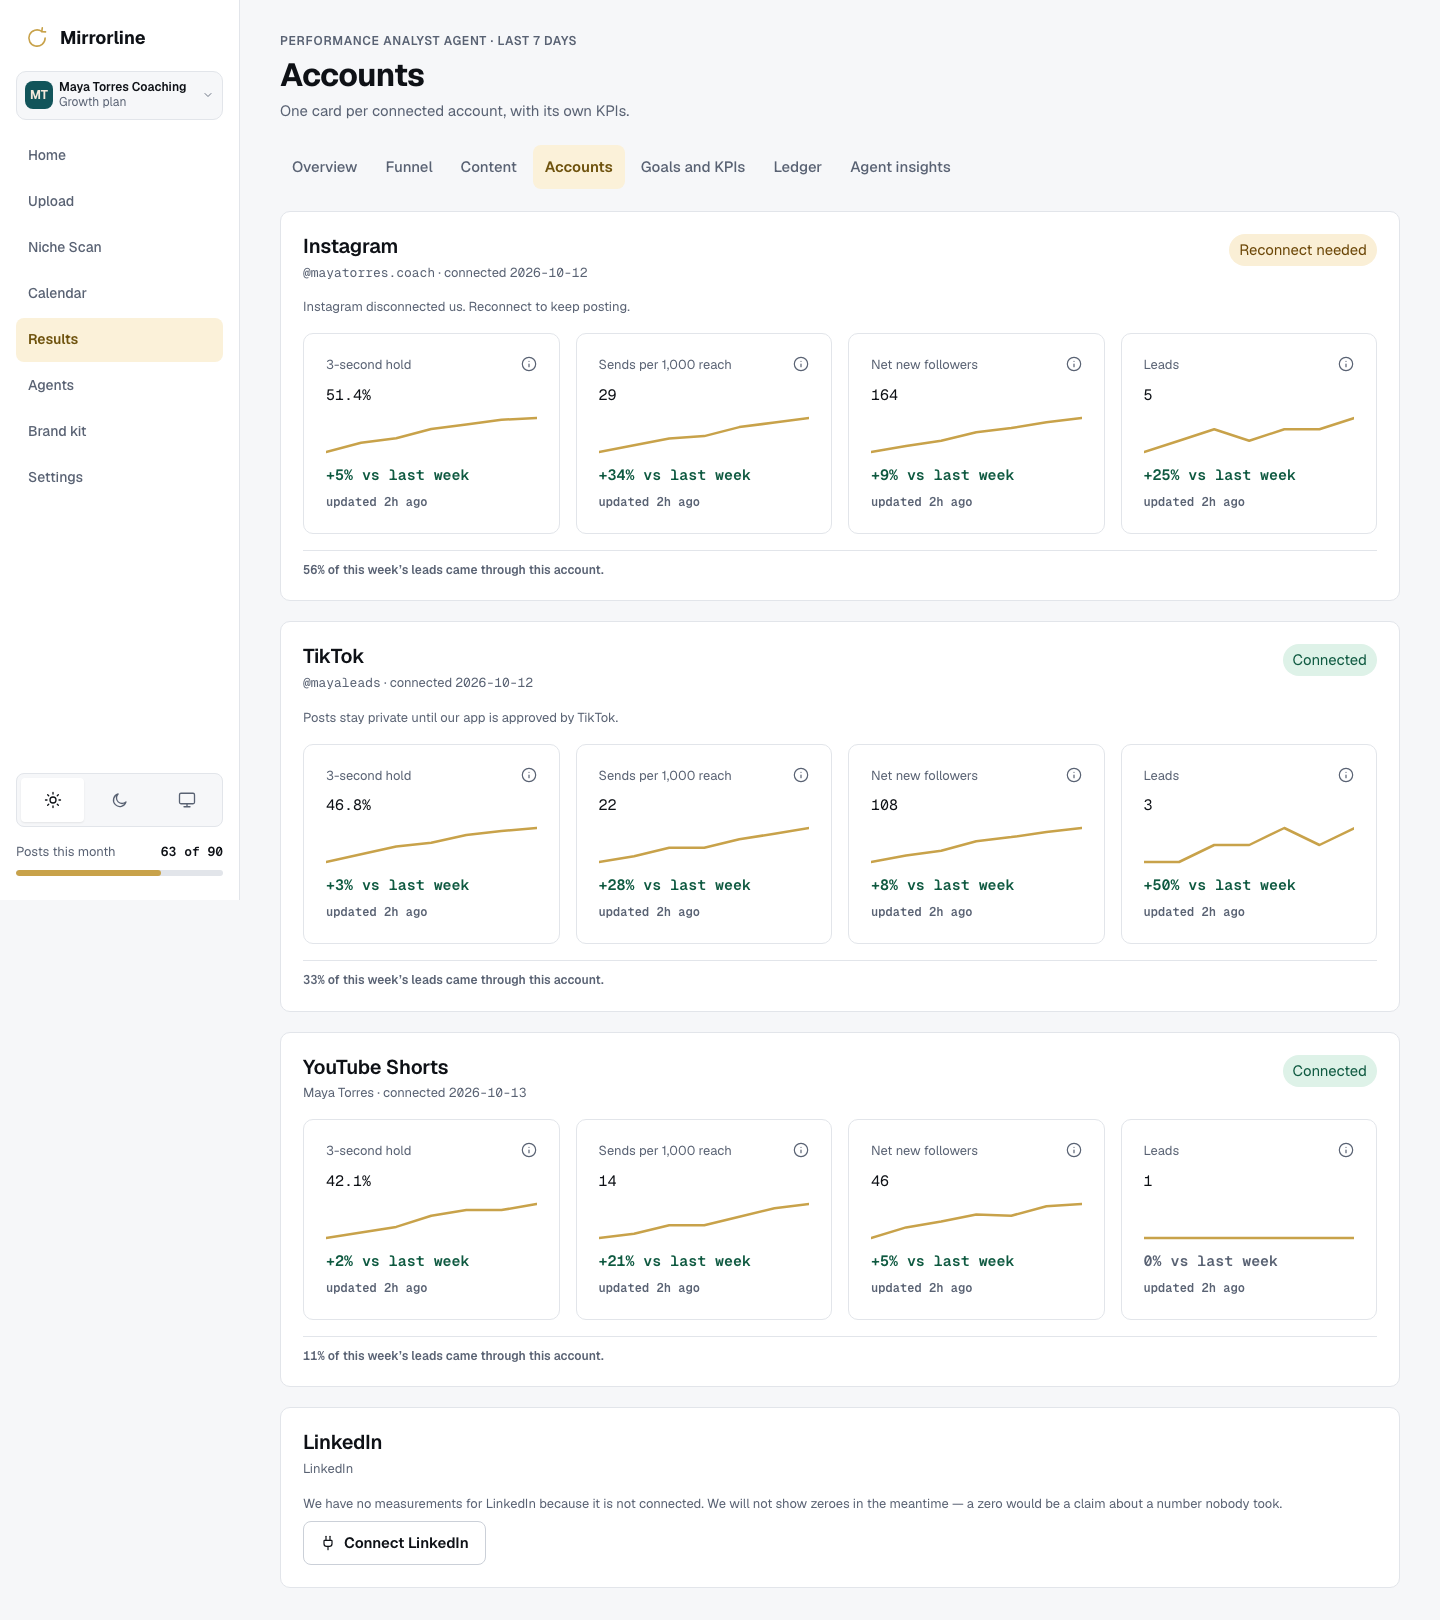 Mirrorline
MT
Maya Torres Coaching
Growth plan
Home
Upload
Niche Scan
Calendar
Results
Agents
Brand kit
Settings
Posts this month
63 of 90
PERFORMANCE ANALYST AGENT · LAST 7 DAYS
Accounts
One card per connected account, with its own KPIs.
Overview
Funnel
Content
Accounts
Goals and KPIs
Ledger
Agent insights
Instagram
Reconnect needed
@mayatorres.coach · connected 2026-10-12
Instagram disconnected us. Reconnect to keep posting.
3-second hold
51.4%
+5% vs last week
updated 2h ago
Sends per 1,000 reach
29
+34% vs last week
updated 2h ago
Net new followers
164
+9% vs last week
updated 2h ago
Leads
5
+25% vs last week
updated 2h ago
56% of this week's leads came through this account.
TikTok
Connected
@mayaleads · connected 2026-10-12
Posts stay private until our app is approved by TikTok.
3-second hold
46.8%
+3% vs last week
updated 2h ago
Sends per 1,000 reach
22
+28% vs last week
updated 2h ago
Net new followers
108
+8% vs last week
updated 2h ago
Leads
3
+50% vs last week
updated 2h ago
33% of this week's leads came through this account.
YouTube Shorts
Connected
Maya Torres · connected 2026-10-13
3-second hold
42.1%
+2% vs last week
updated 2h ago
Sends per 1,000 reach
14
+21% vs last week
updated 2h ago
Net new followers
46
+5% vs last week
updated 2h ago
Leads
1
0% vs last week
updated 2h ago
11% of this week's leads came through this account.
LinkedIn
LinkedIn
We have no measurements for LinkedIn because it is not connected. We will not show zeroes in the meantime — a zero would be a claim about a number nobody took.
Connect LinkedIn